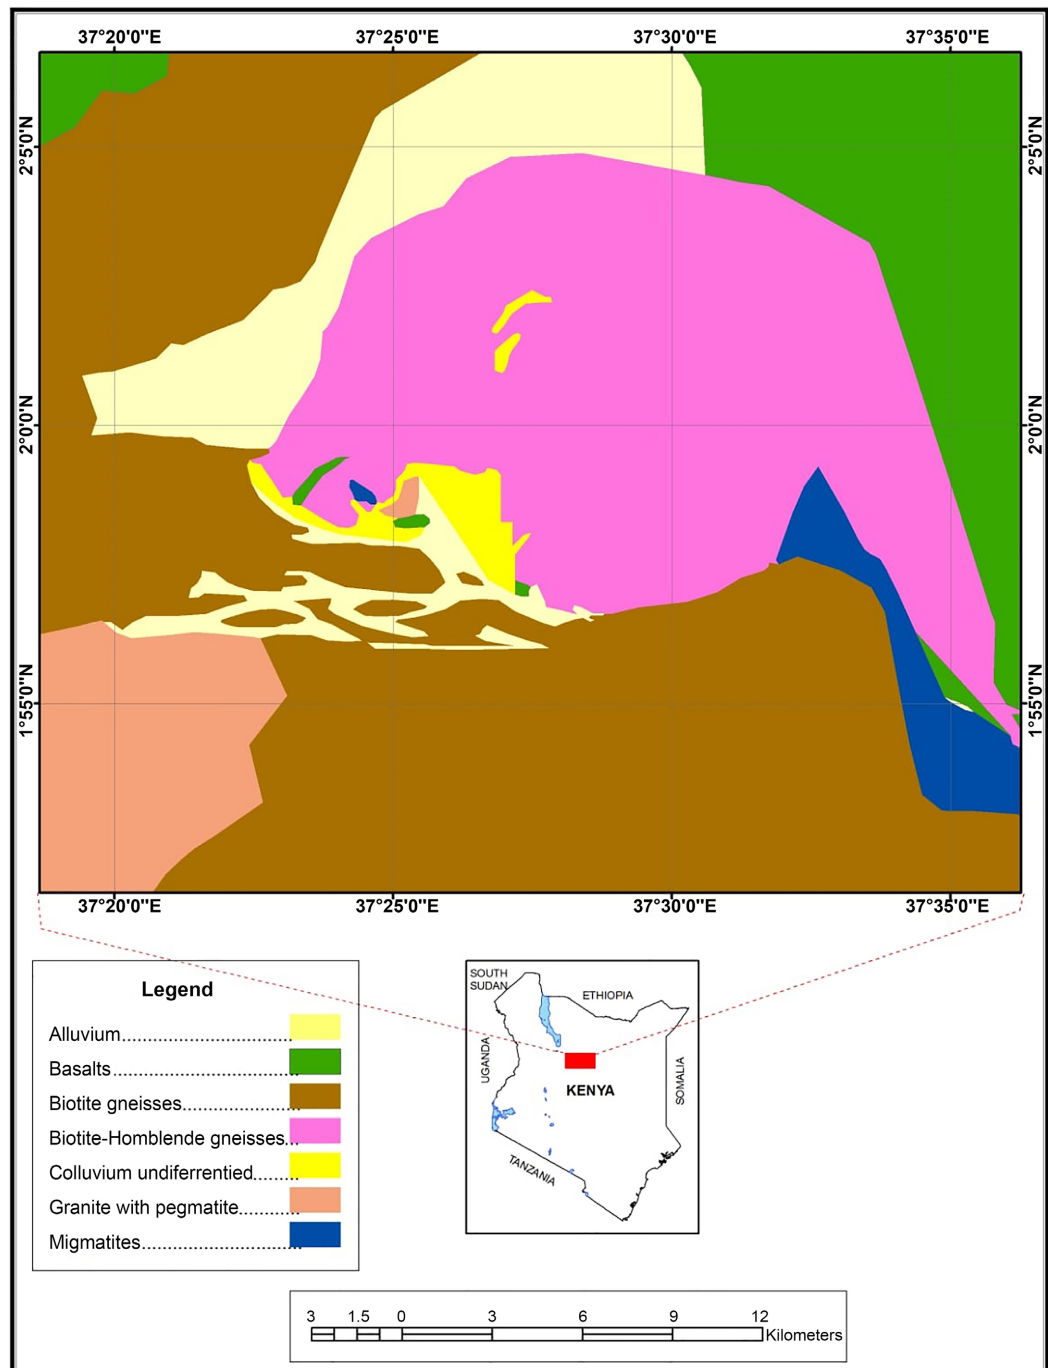 37°20'0"E 37°25'0"E 37°30'0"E 37°35'0"E
2°5'0"N 2°5'0"N
2°0'0"N 2°0'0"N
1°55'0"N 1°55'0"N
37°20'0"E 37°25'0"E 37°30'0"E 37°35'0"E
Legend
Alluvium
Basalts
Biotite gneisses
Biotite-Homblende gneisses
Colluvium undiferrentied
Granite with pegmatite
Migmatites
SOUTH
SUDAN
ETHIOPIA
UGANDA
KENYA
SOMALIA
TANZANIA
3 1.5 0 3 6 9 12
Kilometers